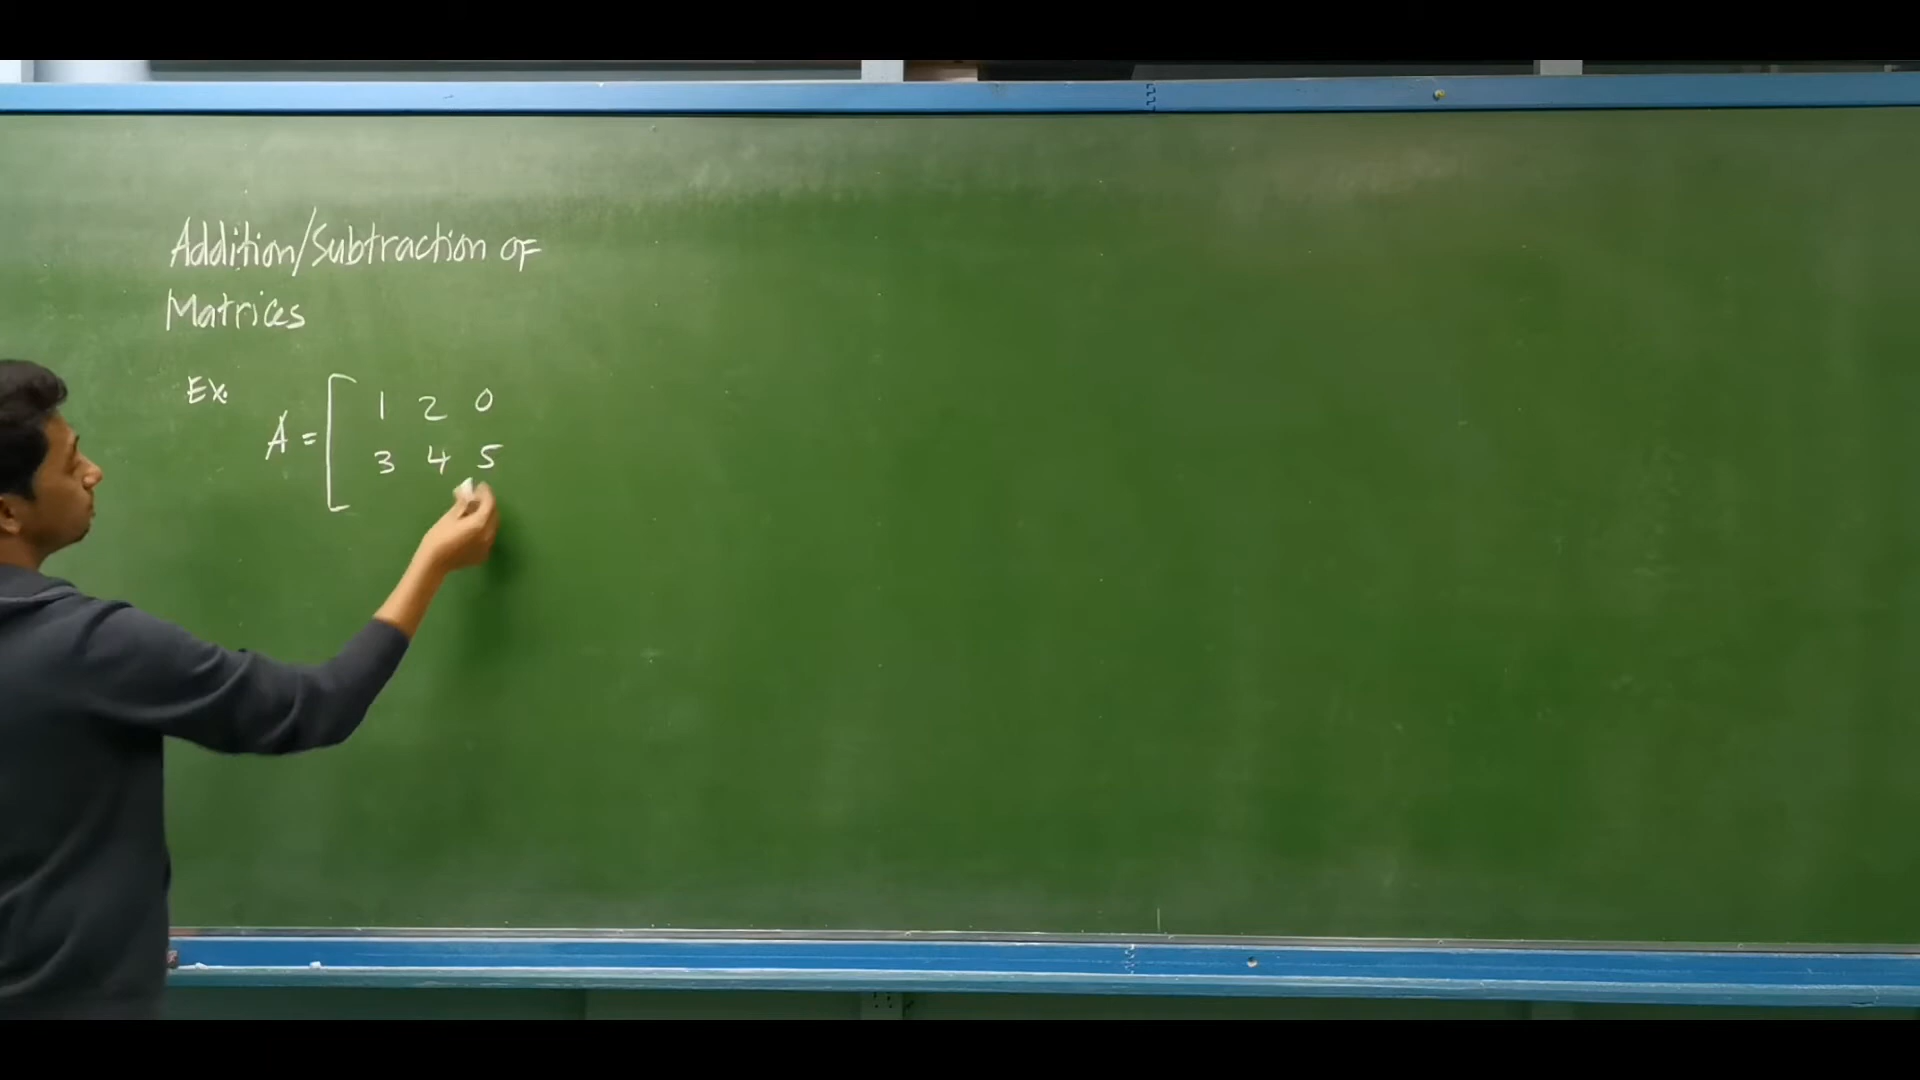 Addition/Subtraction of
Matrices
Ex.
A = [ 1 2 0
3 4 5